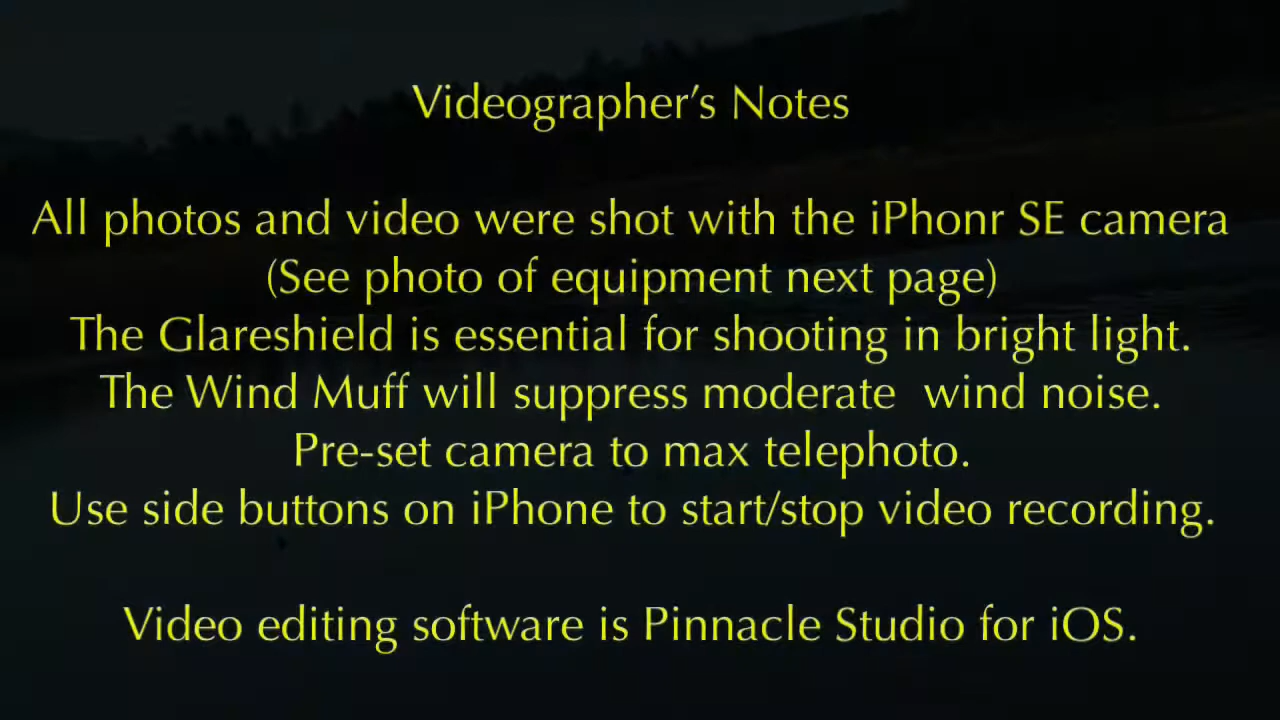 Videographer’s Notes
All photos and video were shot with the iPhonr SE camera
(See photo of equipment next page)
The Glareshield is essential for shooting in bright light.
The Wind Muff will suppress moderate  wind noise.
Pre-set camera to max telephoto.
Use side buttons on iPhone to start/stop video recording.
Video editing software is Pinnacle Studio for iOS.